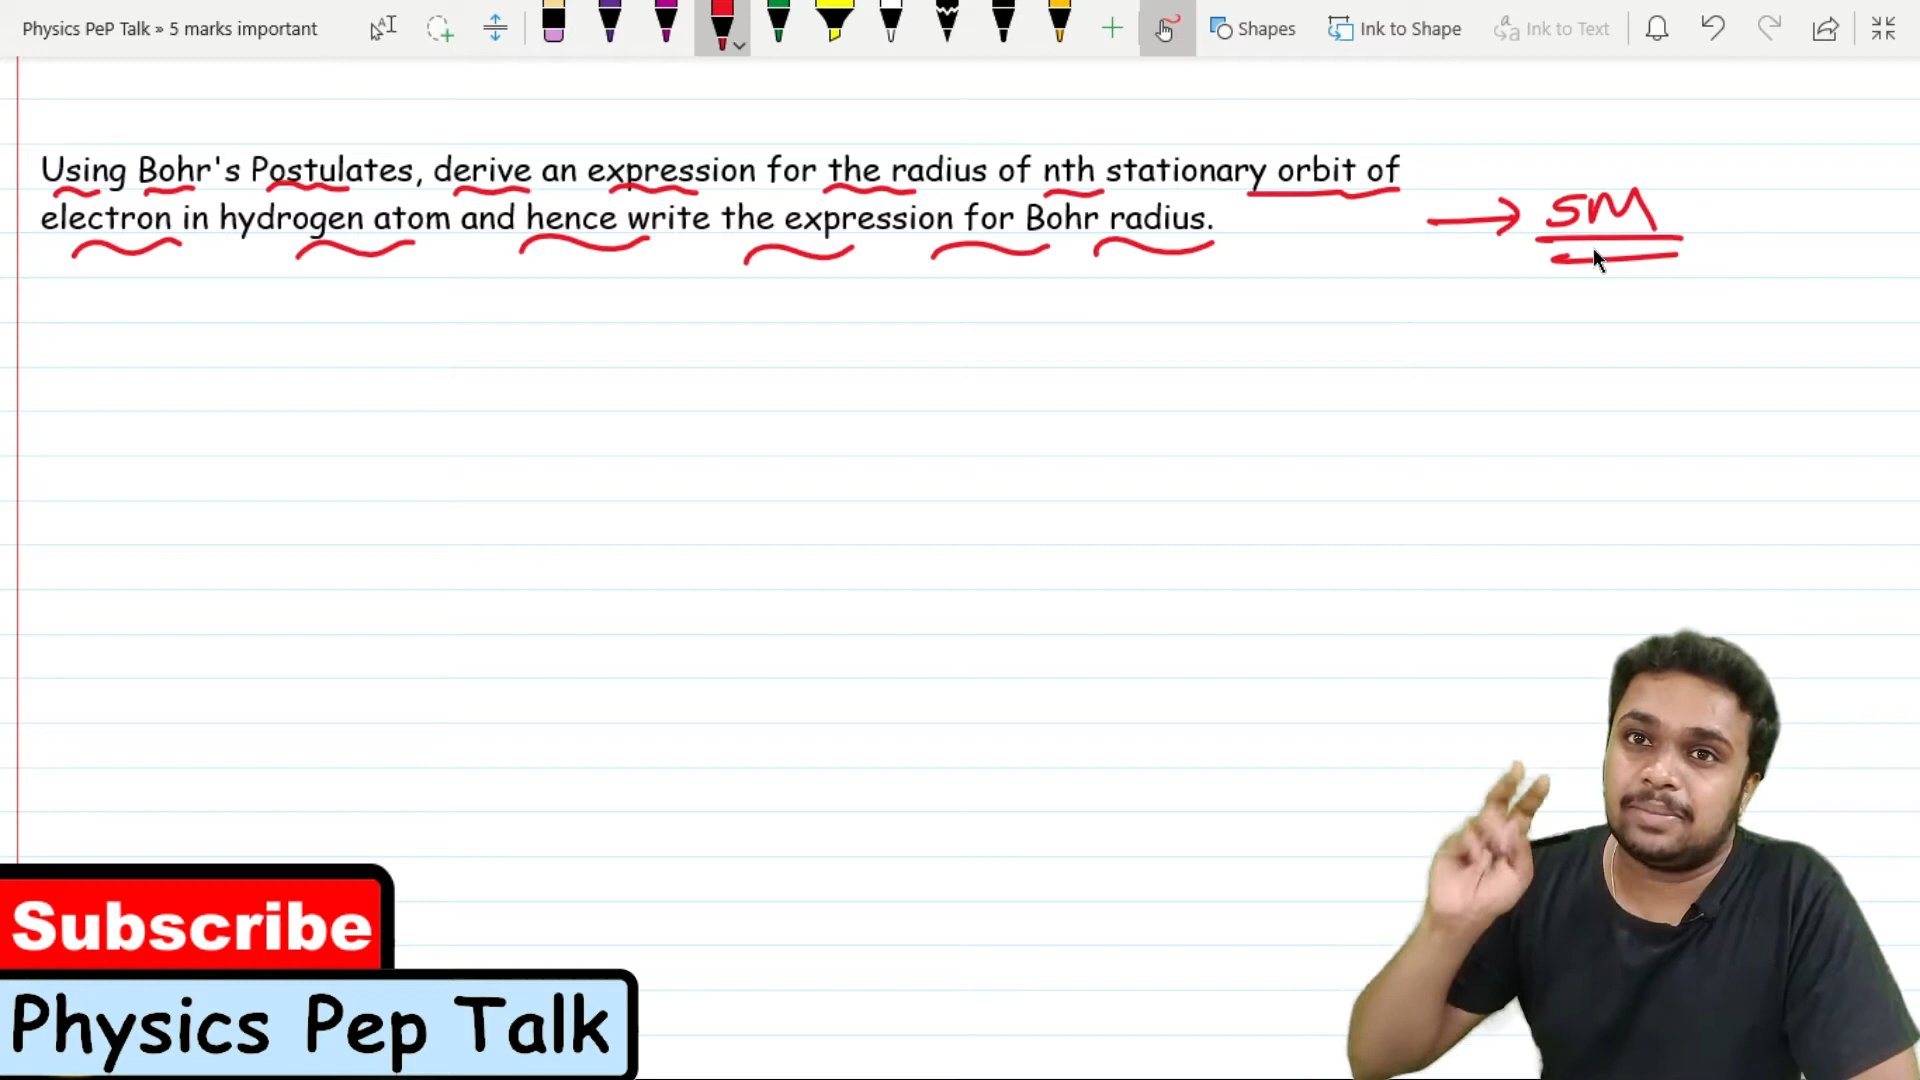 Physics PeP Talk » 5 marks important
Shapes
Ink to Shape
Ink to Text
Using Bohr's Postulates, derive an expression for the radius of nth stationary orbit of
electron in hydrogen atom and hence write the expression for Bohr radius.
→ 5M
Subscribe
Physics Pep Talk